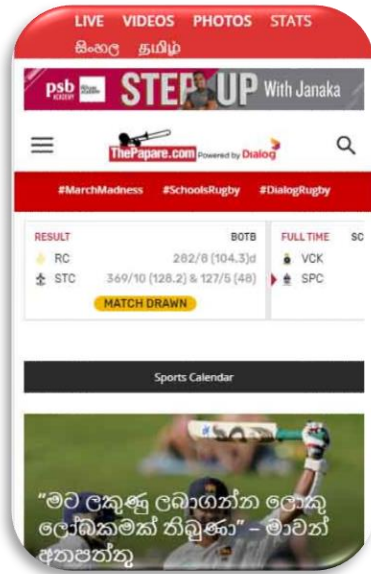 LIVE VIDEOS PHOTOS STATS
සිංහල தமிழ்
psb ACADEMY STEP UP With Janaka
ThePapare.com Powered by Dialog
#MarchMadness #SchoolsRugby #DialogRugby
RESULT BOTB
RC 282/8 (104.3)d
STC 369/10 (128.2) & 127/5 (48)
MATCH DRAWN
FULL TIME SC
VCK
SPC
Sports Calendar
“මට ලකුණු ලබාගන්න ලොකු
ලෝබකමක් තිබුණා” – මාවන්
අතපත්තු